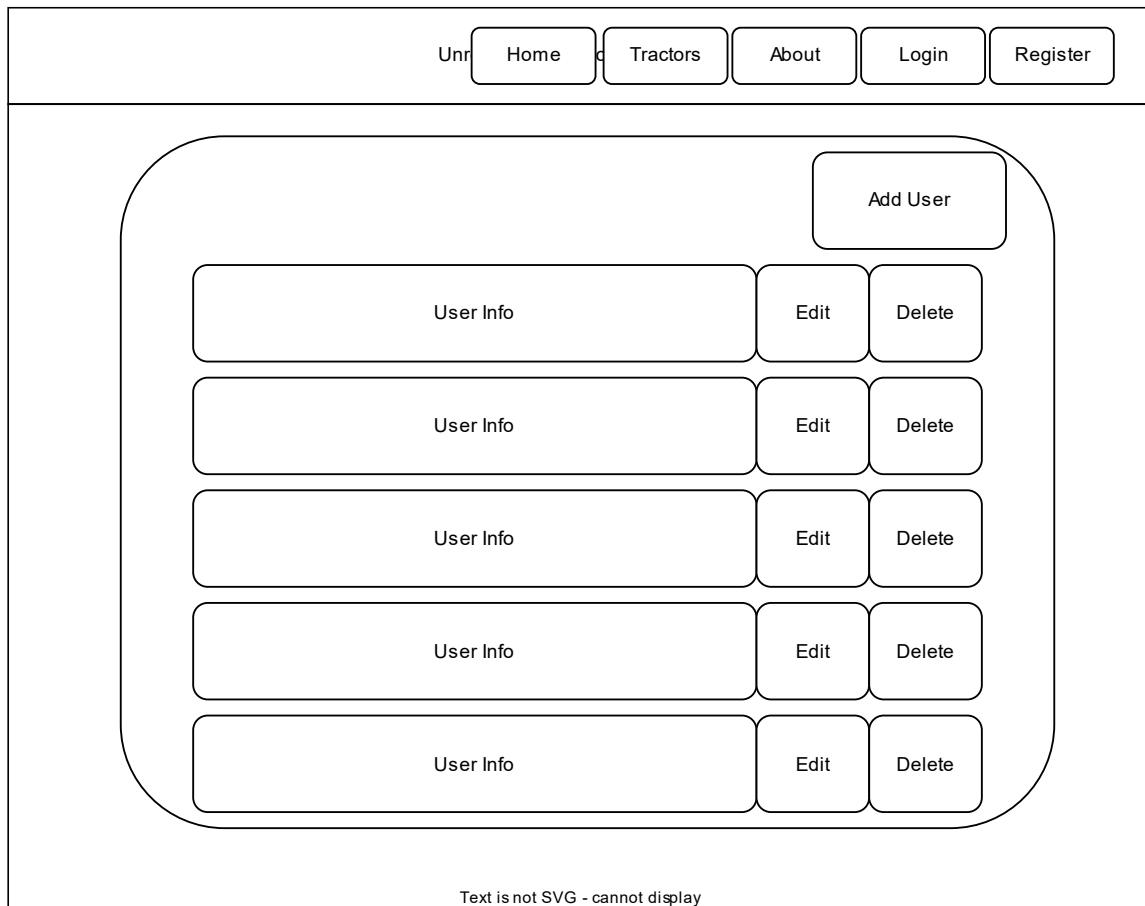 Home Tractors About Login Register
Add User
User Info Edit Delete
User Info Edit Delete
User Info Edit Delete
User Info Edit Delete
User Info Edit Delete
Text is not SVG - cannot display